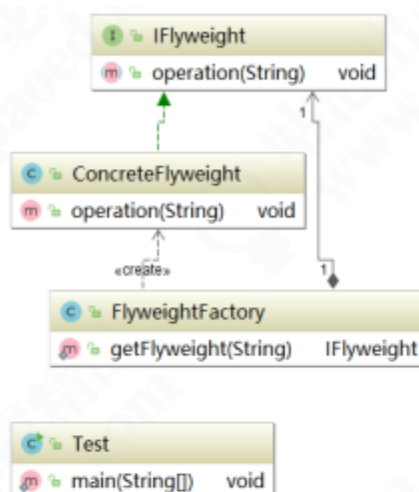 I IFlyweight
m operation(String) void
1
C ConcreteFlyweight
m operation(String) void
«create»
1
C FlyweightFactory
m getFlyweight(String) IFlyweight
C Test
m main(String[]) void